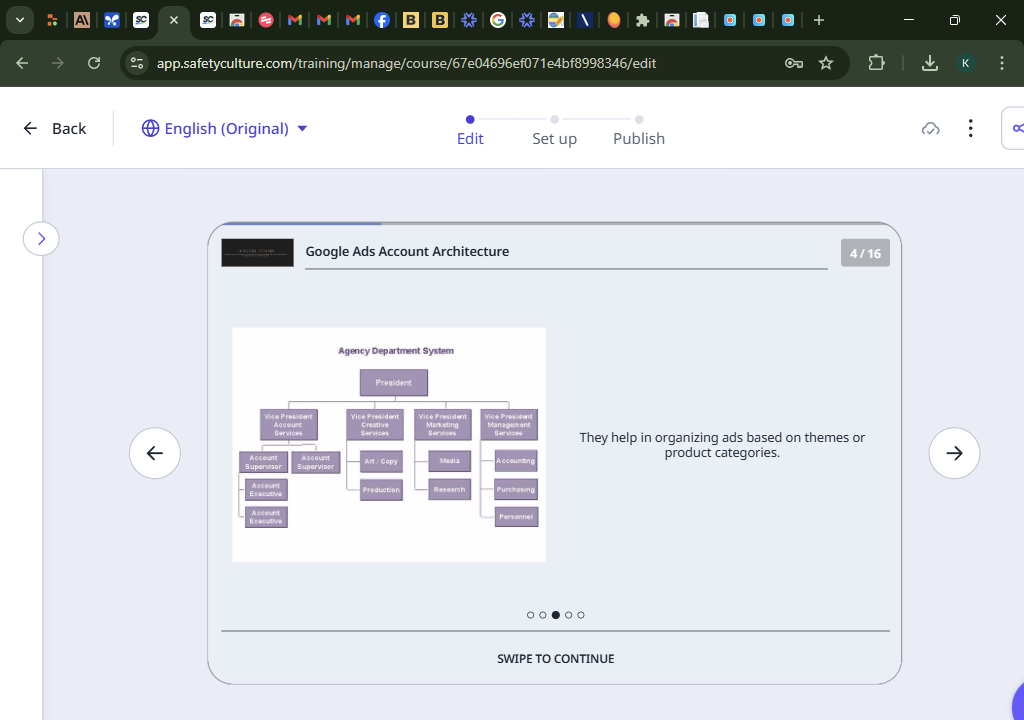 app.safetyculture.com/training/manage/course/67e04696ef071e4bf8998346/edit
K
Back
English (Original)
Edit
Set up
Publish
Google Ads Account Architecture
4 / 16
Agency Department System
President
Vice President
Account
Services
Vice President
Creative
Services
Vice President
Marketing
Services
Vice President
Management
Services
Account
Supervisor
Account
Supervisor
Art / Copy
Media
Accounting
Account
Executive
Production
Research
Purchasing
Account
Executive
Personnel
They help in organizing ads based on themes or
product categories.
SWIPE TO CONTINUE